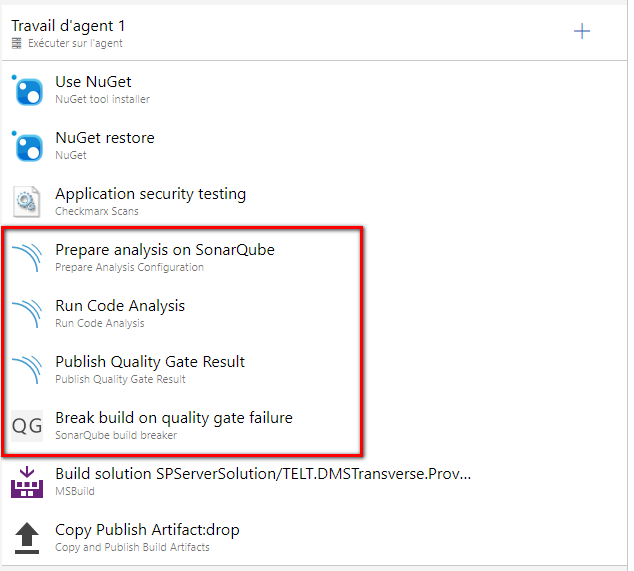 Travail d'agent 1
Exécuter sur l'agent
Use NuGet
NuGet tool installer
NuGet restore
NuGet
Application security testing
Checkmarx Scans
Prepare analysis on SonarQube
Prepare Analysis Configuration
Run Code Analysis
Run Code Analysis
Publish Quality Gate Result
Publish Quality Gate Result
QG
Break build on quality gate failure
SonarQube build breaker
Build solution SPServerSolution/TELT.DMSTransverse.Prov...
MSBuild
Copy Publish Artifact:drop
Copy and Publish Build Artifacts